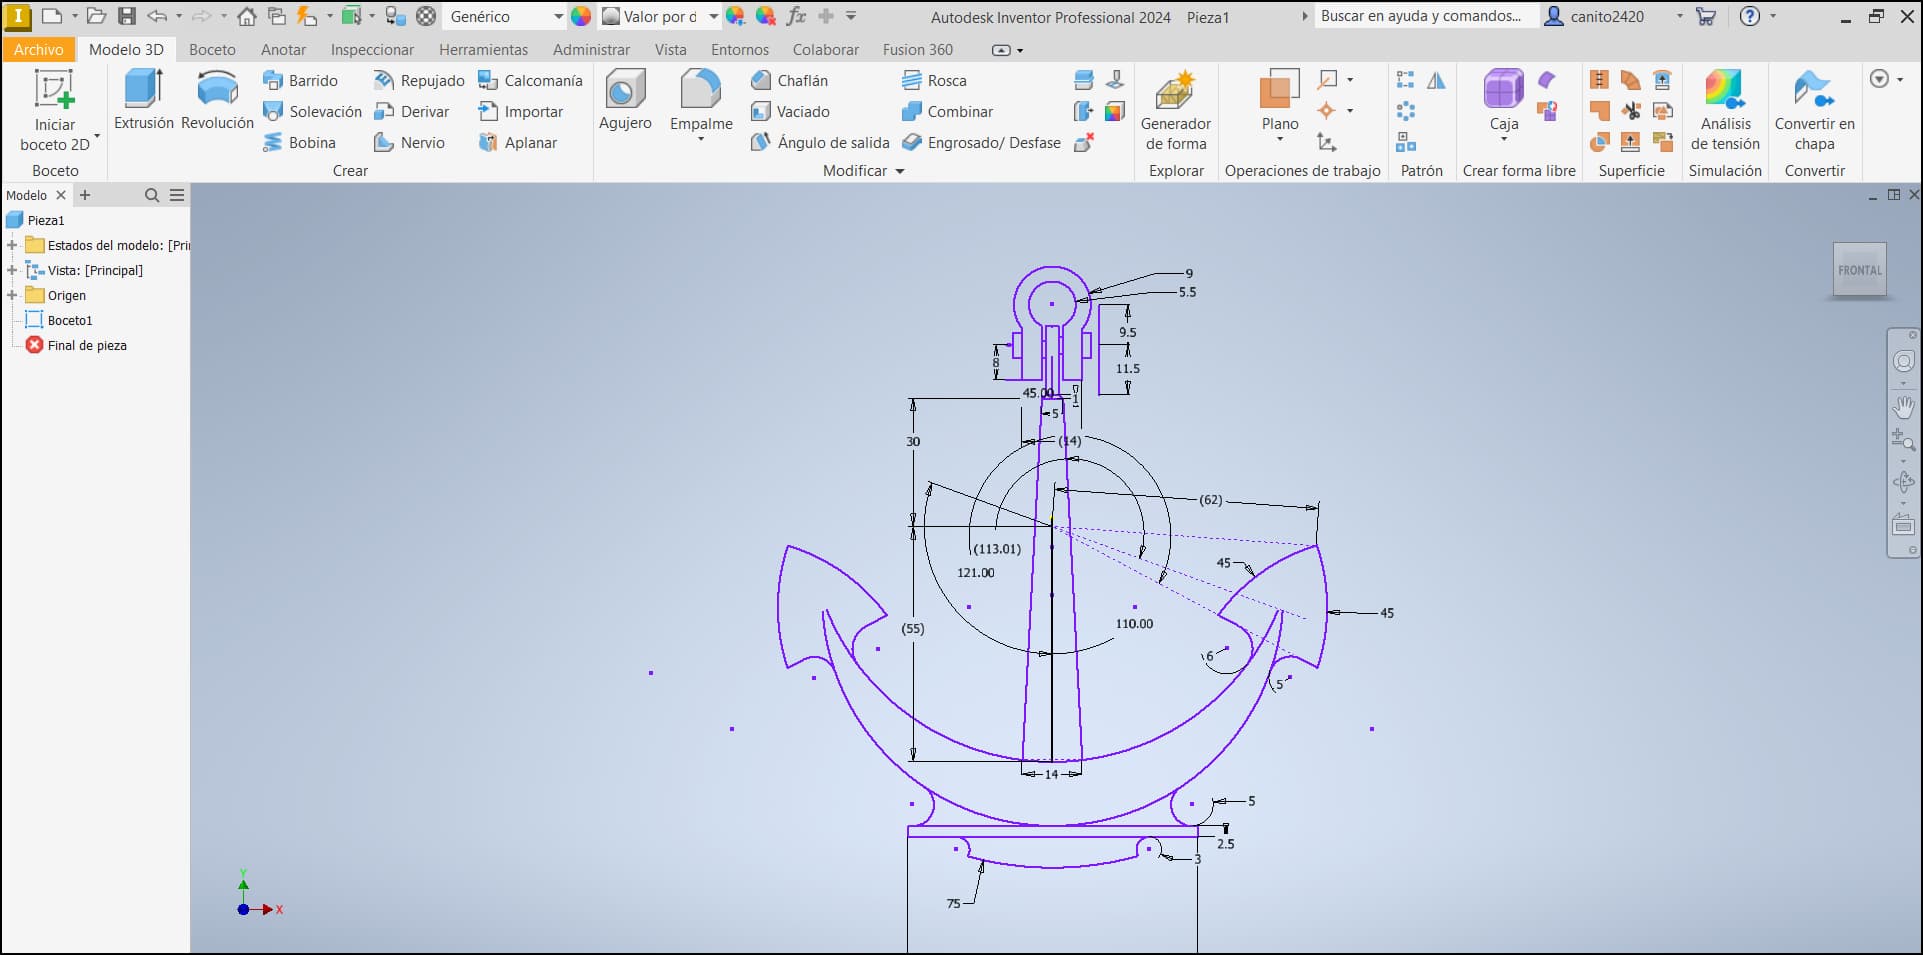 I Genérico Valor por d fx Autodesk Inventor Professional 2024 Pieza1 Buscar en ayuda y comandos... canito2420 ?
Archivo Modelo 3D Boceto Anotar Inspeccionar Herramientas Administrar Vista Entornos Colaborar Fusion 360
Iniciar boceto 2D
Boceto
Extrusión
Revolución
Barrido
Solevación
Bobina
Repujado
Derivar
Nervio
Calcomanía
Importar
Aplanar
Crear
Agujero
Empalme
Chaflán
Vaciado
Ángulo de salida
Rosca
Combinar
Engrosado/ Desfase
Modificar
Generador de forma
Explorar
Plano
Operaciones de trabajo
Patrón
Caja
Crear forma libre
Superficie
Análisis de tensión
Simulación
Convertir en chapa
Convertir
Modelo
Pieza1
Estados del modelo: [Pri
Vista: [Principal]
Origen
Boceto1
Final de pieza
FRONTAL
9
5.5
9.5
8
11.5
45.00
1
5
30
(14)
(62)
(113.01)
121.00
45
45
(55)
110.00
6
5
14
5
2.5
3
75
Y
X